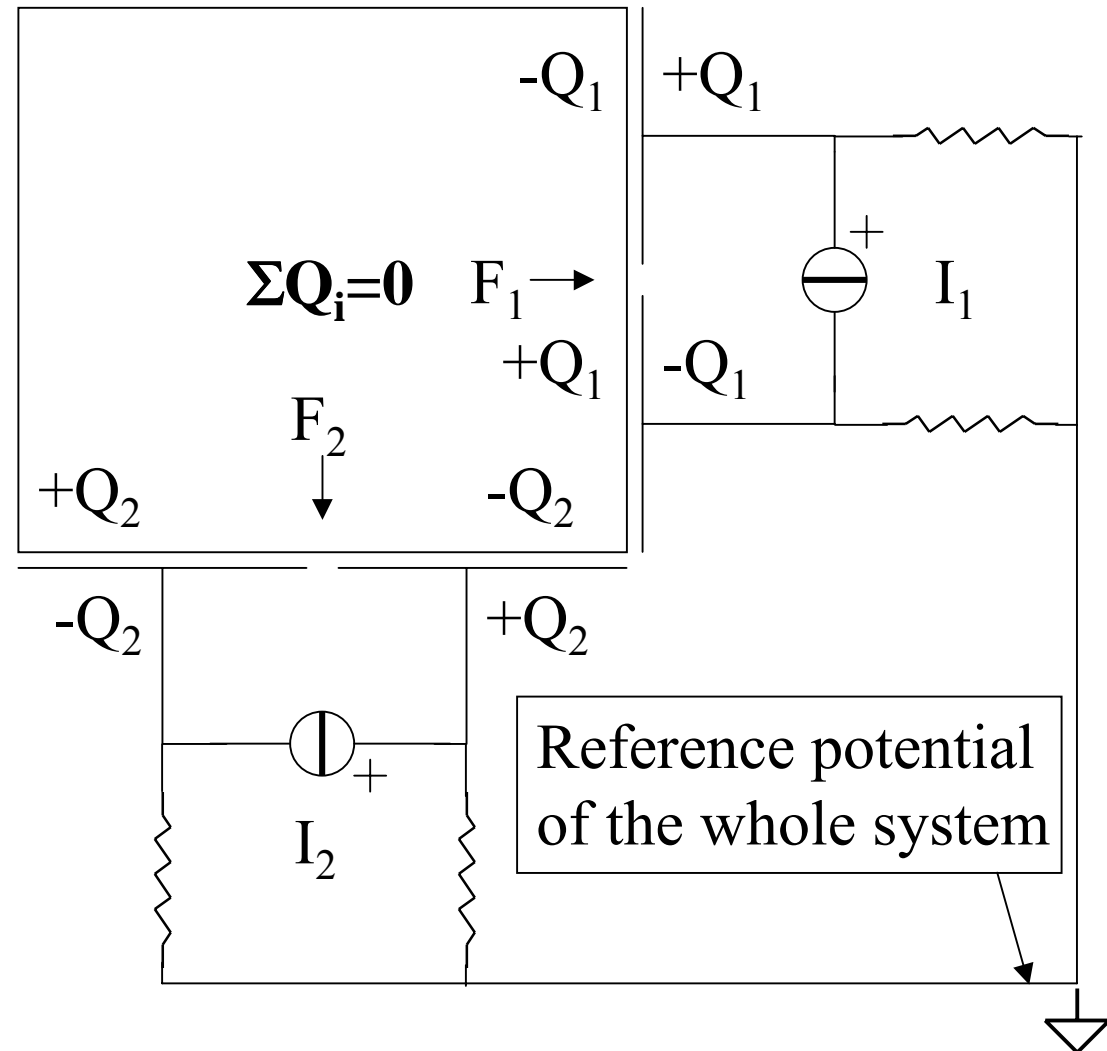 -Q₁ +Q₁
+
ΣQᵢ=0 F₁ I₁
+Q₁ -Q₁
F₂
+Q₂ -Q₂
-Q₂ +Q₂
+
I₂
Reference potential
of the whole system